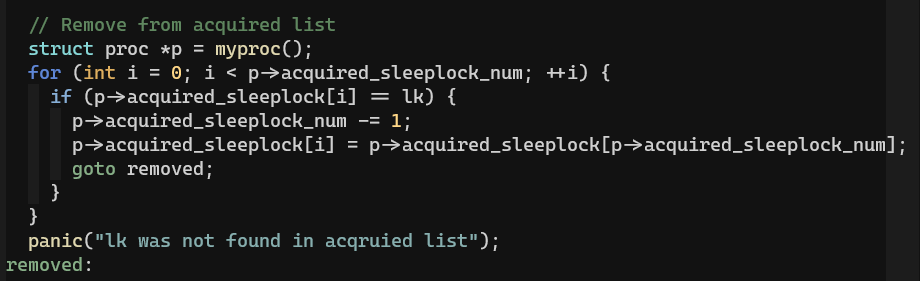 // Remove from acquired list
struct proc *p = myproc();
for (int i = 0; i < p->acquired_sleeplock_num; ++i) {
if (p->acquired_sleeplock[i] == lk) {
p->acquired_sleeplock_num -= 1;
p->acquired_sleeplock[i] = p->acquired_sleeplock[p->acquired_sleeplock_num];
goto removed;
}
}
panic("lk was not found in acqruied list");
removed: